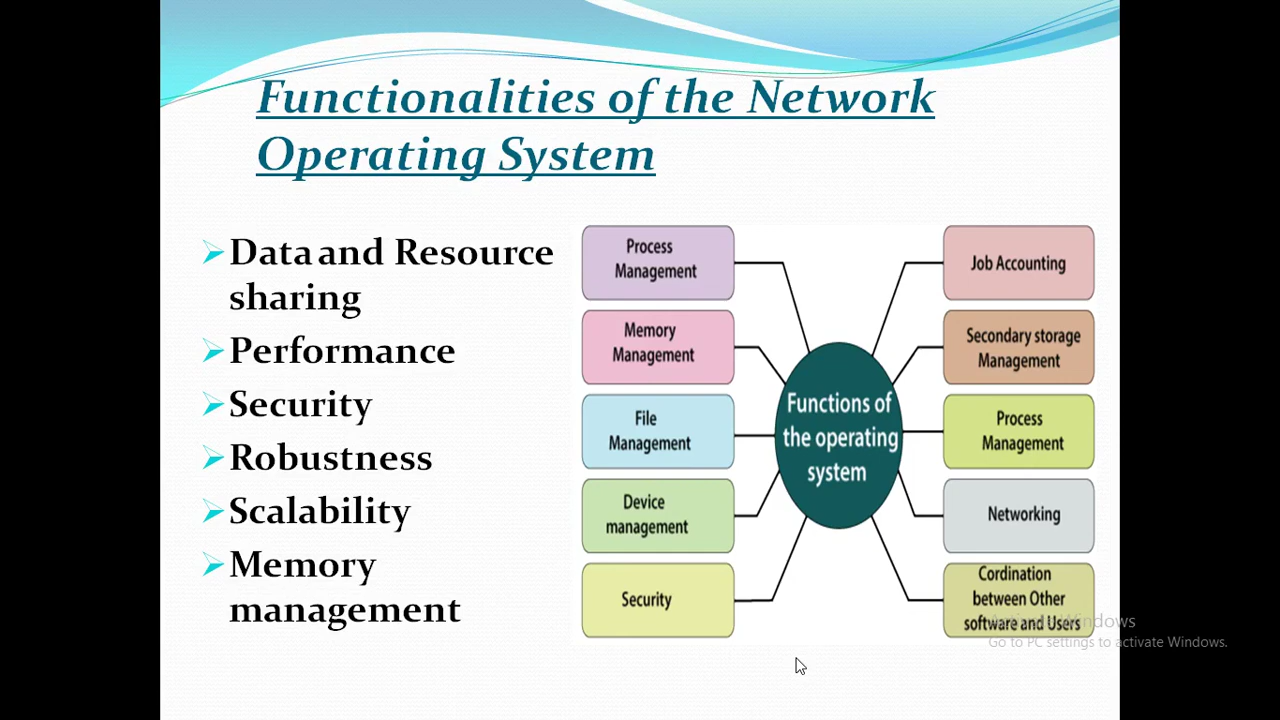 Functionalities of the Network
Operating System
Data and Resource
sharing
Performance
Security
Robustness
Scalability
Memory
management
Process
Management
Memory
Management
File
Management
Device
management
Security
Functions of
the operating
system
Job Accounting
Secondary storage
Management
Process
Management
Networking
Cordination
between Other
software and Users
Activate Windows
Go to PC settings to activate Windows.